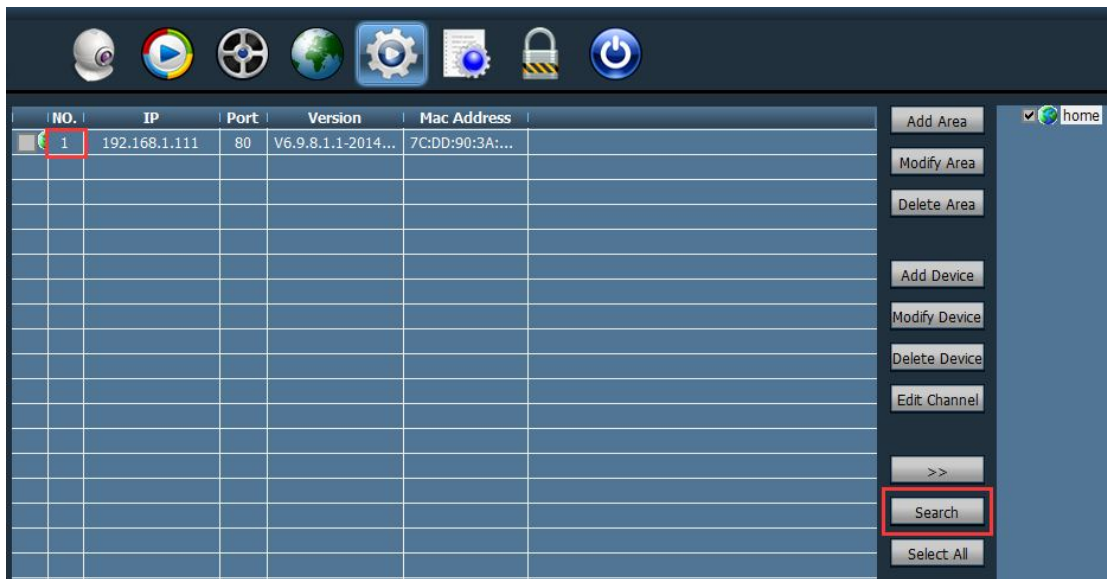 NO. IP Port Version Mac Address
1 192.168.1.111 80 V6.9.8.1.1-2014... 7C:DD:90:3A:...
Add Area
Modify Area
Delete Area
Add Device
Modify Device
Delete Device
Edit Channel
>>
Search
Select All
home